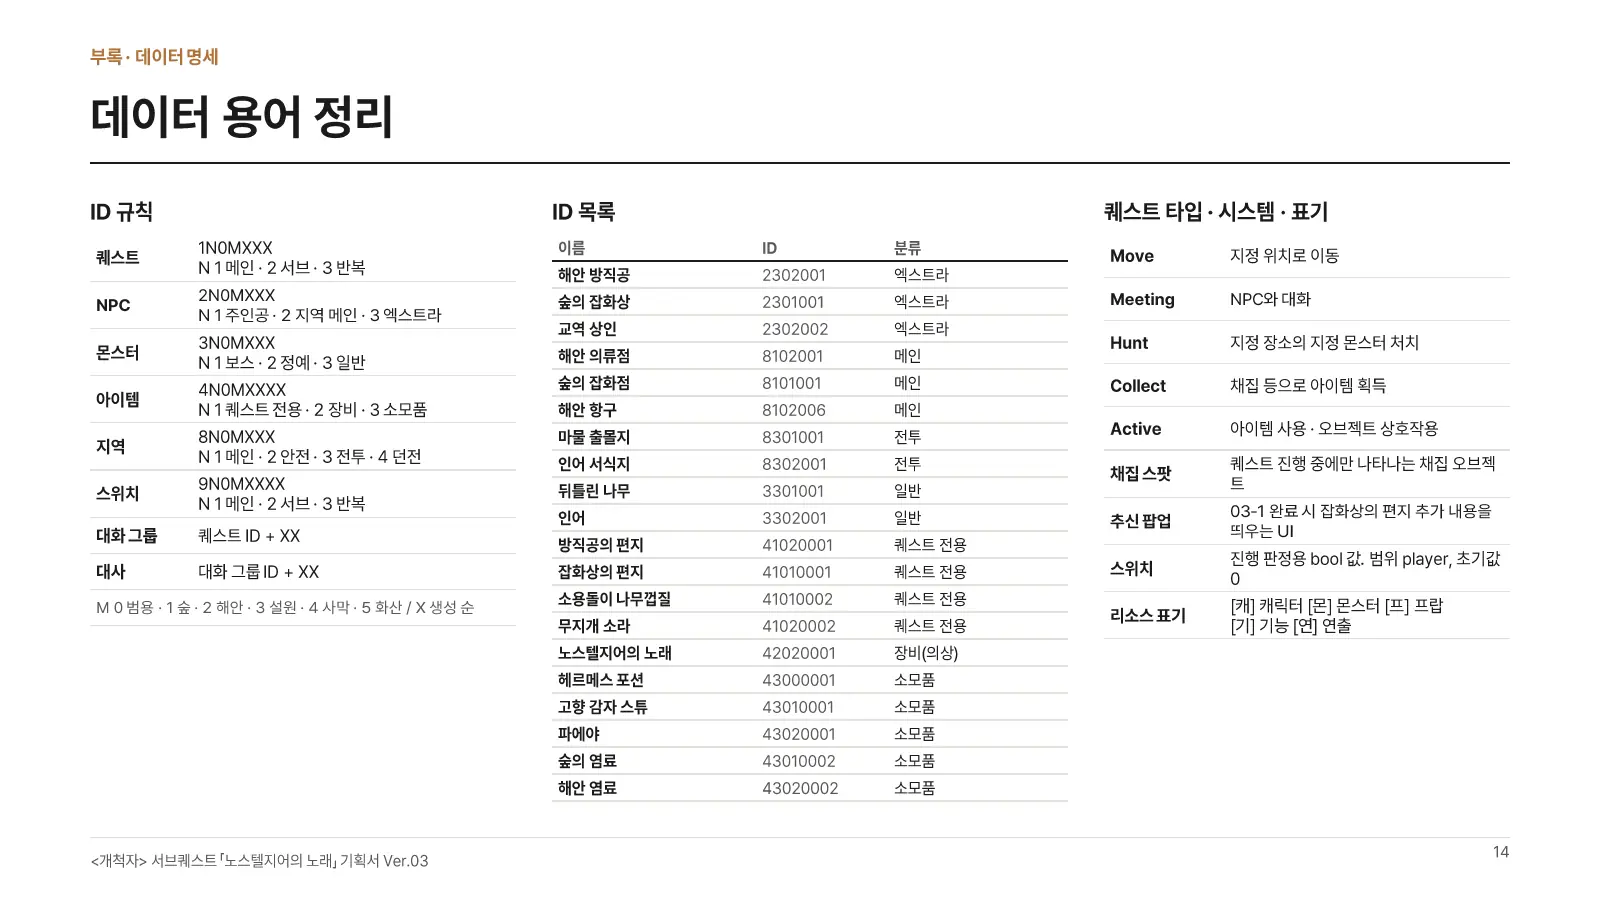 부록 · 데이터 명세
데이터 용어 정리
ID 규칙
퀘스트
1N0MXXX
N 1 메인 · 2 서브 · 3 반복
NPC
2N0MXXX
N 1 주인공 · 2 지역 메인 · 3 엑스트라
몬스터
3N0MXXX
N 1 보스 · 2 정예 · 3 일반
아이템
4N0MXXXX
N 1 퀘스트 전용 · 2 장비 · 3 소모품
지역
8N0MXXX
N 1 메인 · 2 안전 · 3 전투 · 4 던전
스위치
9N0MXXXX
N 1 메인 · 2 서브 · 3 반복
대화 그룹 퀘스트 ID + XX
대사 대화 그룹 ID + XX
M 0 범용 · 1 숲 · 2 해안 · 3 설원 · 4 사막 · 5 화산 / X 생성 순
ID 목록
이름 ID 분류
해안 방직공 2302001 엑스트라
숲의 잡화상 2301001 엑스트라
교역 상인 2302002 엑스트라
해안 의류점 8102001 메인
숲의 잡화점 8101001 메인
해안 항구 8102006 메인
마물 출몰지 8301001 전투
인어 서식지 8302001 전투
뒤틀린 나무 3301001 일반
인어 3302001 일반
방직공의 편지 41020001 퀘스트 전용
잡화상의 편지 41010001 퀘스트 전용
소용돌이 나무껍질 41010002 퀘스트 전용
무지개 소라 41020002 퀘스트 전용
노스텔지어의 노래 42020001 장비(의상)
헤르메스 포션 43000001 소모품
고향 감자 스튜 43010001 소모품
파에야 43020001 소모품
숲의 염료 43010002 소모품
해안 염료 43020002 소모품
퀘스트 타입 · 시스템 · 표기
Move 지정 위치로 이동
Meeting NPC와 대화
Hunt 지정 장소의 지정 몬스터 처치
Collect 채집 등으로 아이템 획득
Active 아이템 사용 · 오브젝트 상호작용
채집 스팟
퀘스트 진행 중에만 나타나는 채집 오브젝
트
추신 팝업
03-1 완료 시 잡화상의 편지 추가 내용을
띄우는 UI
스위치
진행 판정용 bool 값. 범위 player, 초기값
0
리소스 표기
[캐] 캐릭터 [몬] 몬스터 [프] 프랍
[기] 기능 [연] 연출
<개척자> 서브퀘스트 「노스텔지어의 노래」 기획서 Ver.03
14